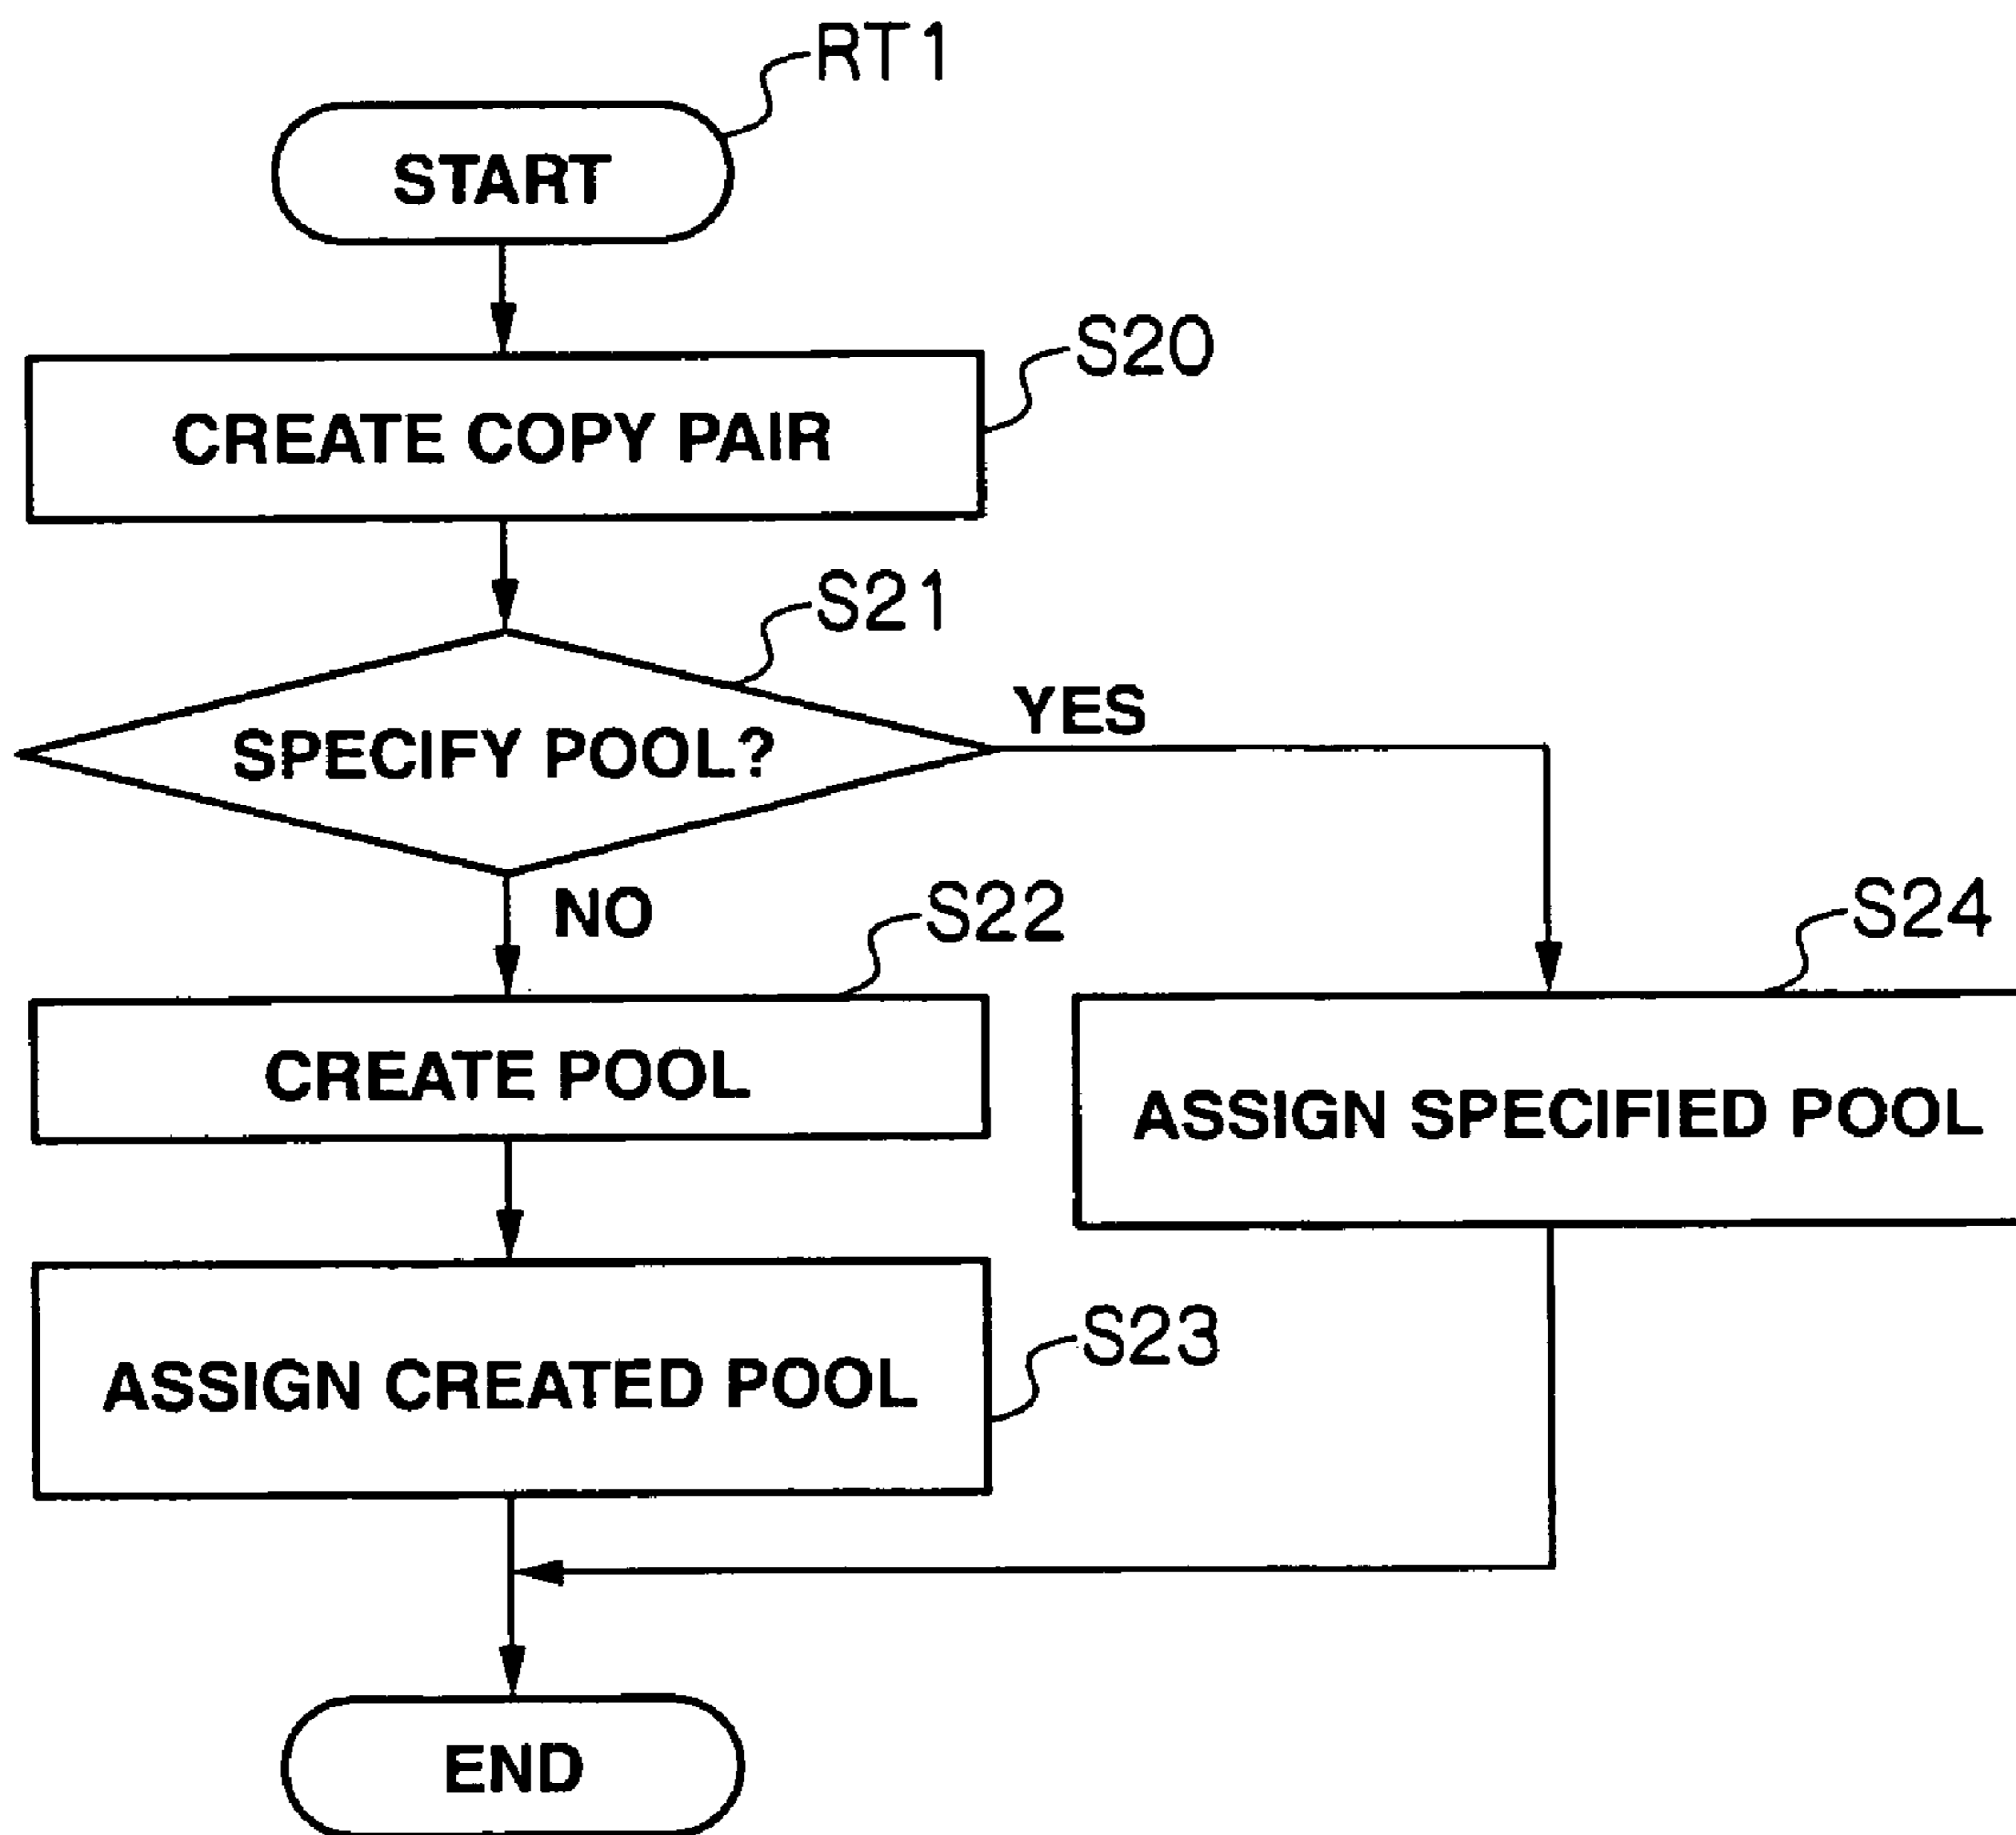 RT1
START
S20
CREATE COPY PAIR
S21
YES
SPECIFY POOL?
NO
S22
S24
CREATE POOL
ASSIGN SPECIFIED POOL
S23
ASSIGN CREATED POOL
END